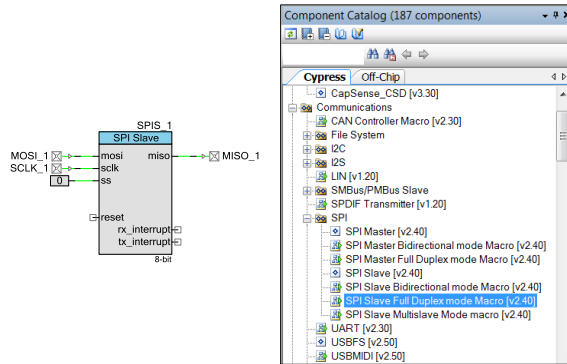 SPIS_1
SPI Slave
MOSI_1
mosi
miso
MISO_1
SCLK_1
sclk
0
ss
reset
rx_interrupt
tx_interrupt
8-bit
Component Catalog (187 components)
Cypress
Off-Chip
CapSense_CSD [v3.30]
Communications
CAN Controller Macro [v2.30]
File System
I2C
I2S
LIN [v1.20]
SMBus/PMBus Slave
SPDIF Transmitter [v1.20]
SPI
SPI Master [v2.40]
SPI Master Bidirectional mode Macro [v2.40]
SPI Master Full Duplex mode Macro [v2.40]
SPI Slave [v2.40]
SPI Slave Bidirectional mode Macro [v2.40]
SPI Slave Full Duplex mode Macro [v2.40]
SPI Slave Multislave Mode macro [v2.40]
UART [v2.30]
USBFS [v2.50]
USBMIDI [v2.50]